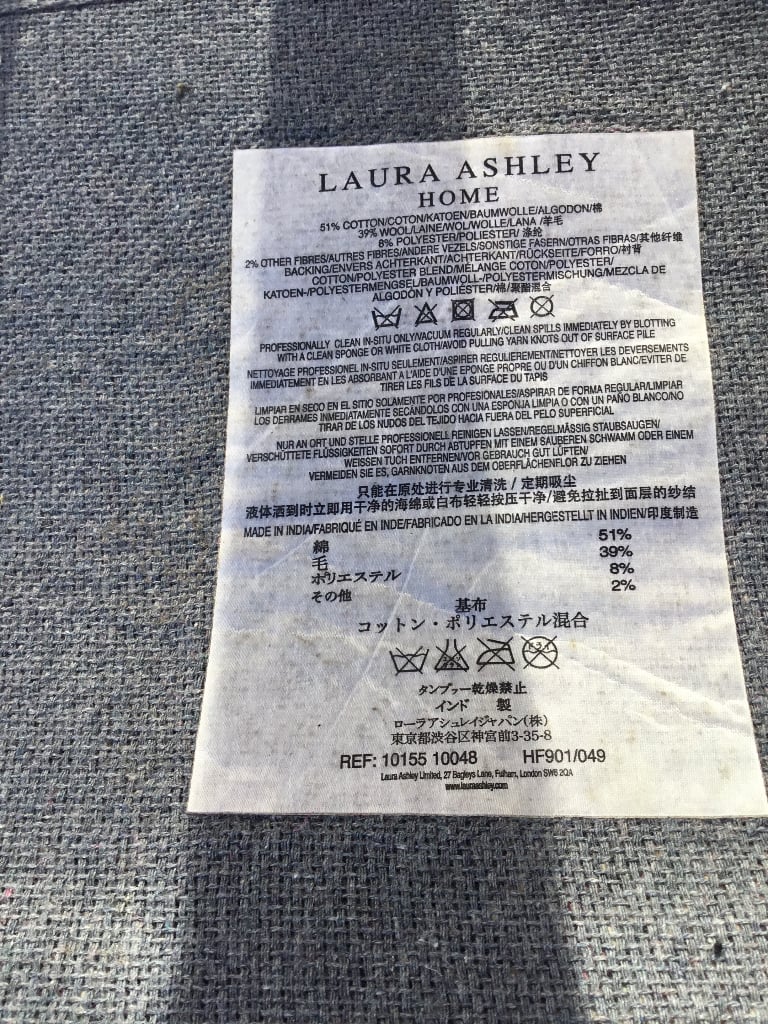 LAURA ASHLEY
HOME
51% COTTON/COTON/KATOEN/BAUMWOLLE/ALGODON/棉
39% WOOL/LAINE/WOL/WOLLE/LANA /羊毛
8% POLYESTER/POLIESTER/ 涤纶
2% OTHER FIBRES/AUTRES FIBRES/ANDERE VEZELS/SONSTIGE FASERN/OTRAS FIBRAS/其他纤维
BACKING/ENVERS ACHTERKANT/ACHTERKANT/RÜCKSEITE/FORRO/衬背
COTTON/POLYESTER BLEND/MÉLANGE COTON/POLYESTER/
KATOEN-/POLYESTERMENGSEL/BAUMWOLL-/POLYESTERMISCHUNG/MEZCLA DE
ALGODÓN Y POLIÉSTER/棉/聚酯混合
PROFESSIONALLY CLEAN IN-SITU ONLY/VACUUM REGULARLY/CLEAN SPILLS IMMEDIATELY BY BLOTTING
WITH A CLEAN SPONGE OR WHITE CLOTH/AVOID PULLING YARN KNOTS OUT OF SURFACE PILE
NETTOYAGE PROFESSIONEL IN-SITU SEULEMENT/ASPIRER REGULIEREMENT/NETTOYER LES DEVERSEMENTS
IMMEDIATEMENT EN LES ABSORBANT A L'AIDE D'UNE EPONGE PROPRE OU D'UN CHIFFON BLANC/EVITER DE
TIRER LES FILS DE LA SURFACE DU TAPIS
LIMPIAR EN SECO EN EL SITIO SOLAMENTE POR PROFESIONALES/ASPIRAR DE FORMA REGULAR/LIMPIAR
LOS DERRAMES INMEDIATAMENTE SECÁNDOLOS CON UNA ESPONJA LIMPIA O CON UN PAÑO BLANCO/NO
TIRAR DE LOS NUDOS DEL TEJIDO HACIA FUERA DEL PELO SUPERFICIAL
NUR AN ORT UND STELLE PROFESSIONELL REINIGEN LASSEN/REGELMÄSSIG STAUBSAUGEN/
VERSCHÜTTETE FLÜSSIGKEITEN SOFORT DURCH ABTUPFEN MIT EINEM SAUBEREN SCHWAMM ODER EINEM
WEISSEN TUCH ENTFERNEN/VOR GEBRAUCH GUT LÜFTEN/
VERMEIDEN SIE ES, GARNKNOTEN AUS DEM OBERFLÄCHENFLOR ZU ZIEHEN
只能在原处进行专业清洗 / 定期吸尘
液体洒到时立即用干净的海绵或白布轻轻按压干净/避免拉扯到面层的纱结
MADE IN INDIA/FABRIQUÉ EN INDE/FABRICADO EN LA INDIA/HERGESTELLT IN INDIEN/印度制造
綿 51%
毛 39%
ポリエステル 8%
その他 2%
基布
コットン・ポリエステル混合
タンブラー乾燥禁止
インド 製
ローラアシュレイジャパン(株)
東京都渋谷区神宮前3-35-8
REF: 10155 10048 HF901/049
Laura Ashley Limited, 27 Bagleys Lane, Fulham, London SW6 2QA
www.lauraashley.com